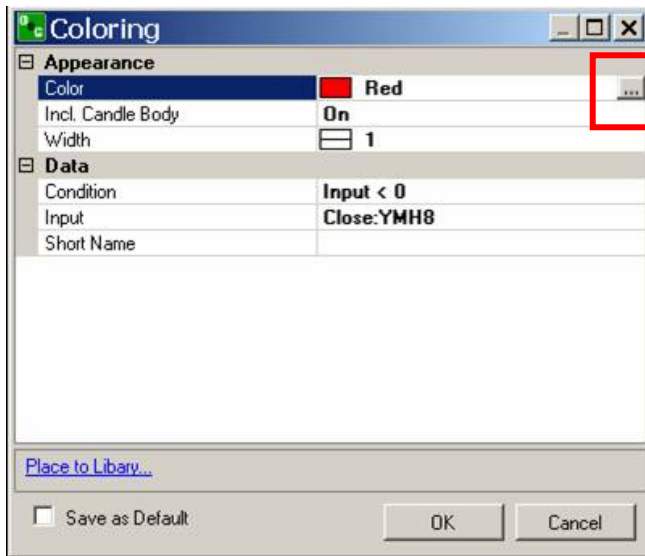 Coloring
Appearance
Color Red ...
Incl. Candle Body On
Width 1
Data
Condition Input < 0
Input Close:YMH8
Short Name
Place to Libary...
Save as Default OK Cancel